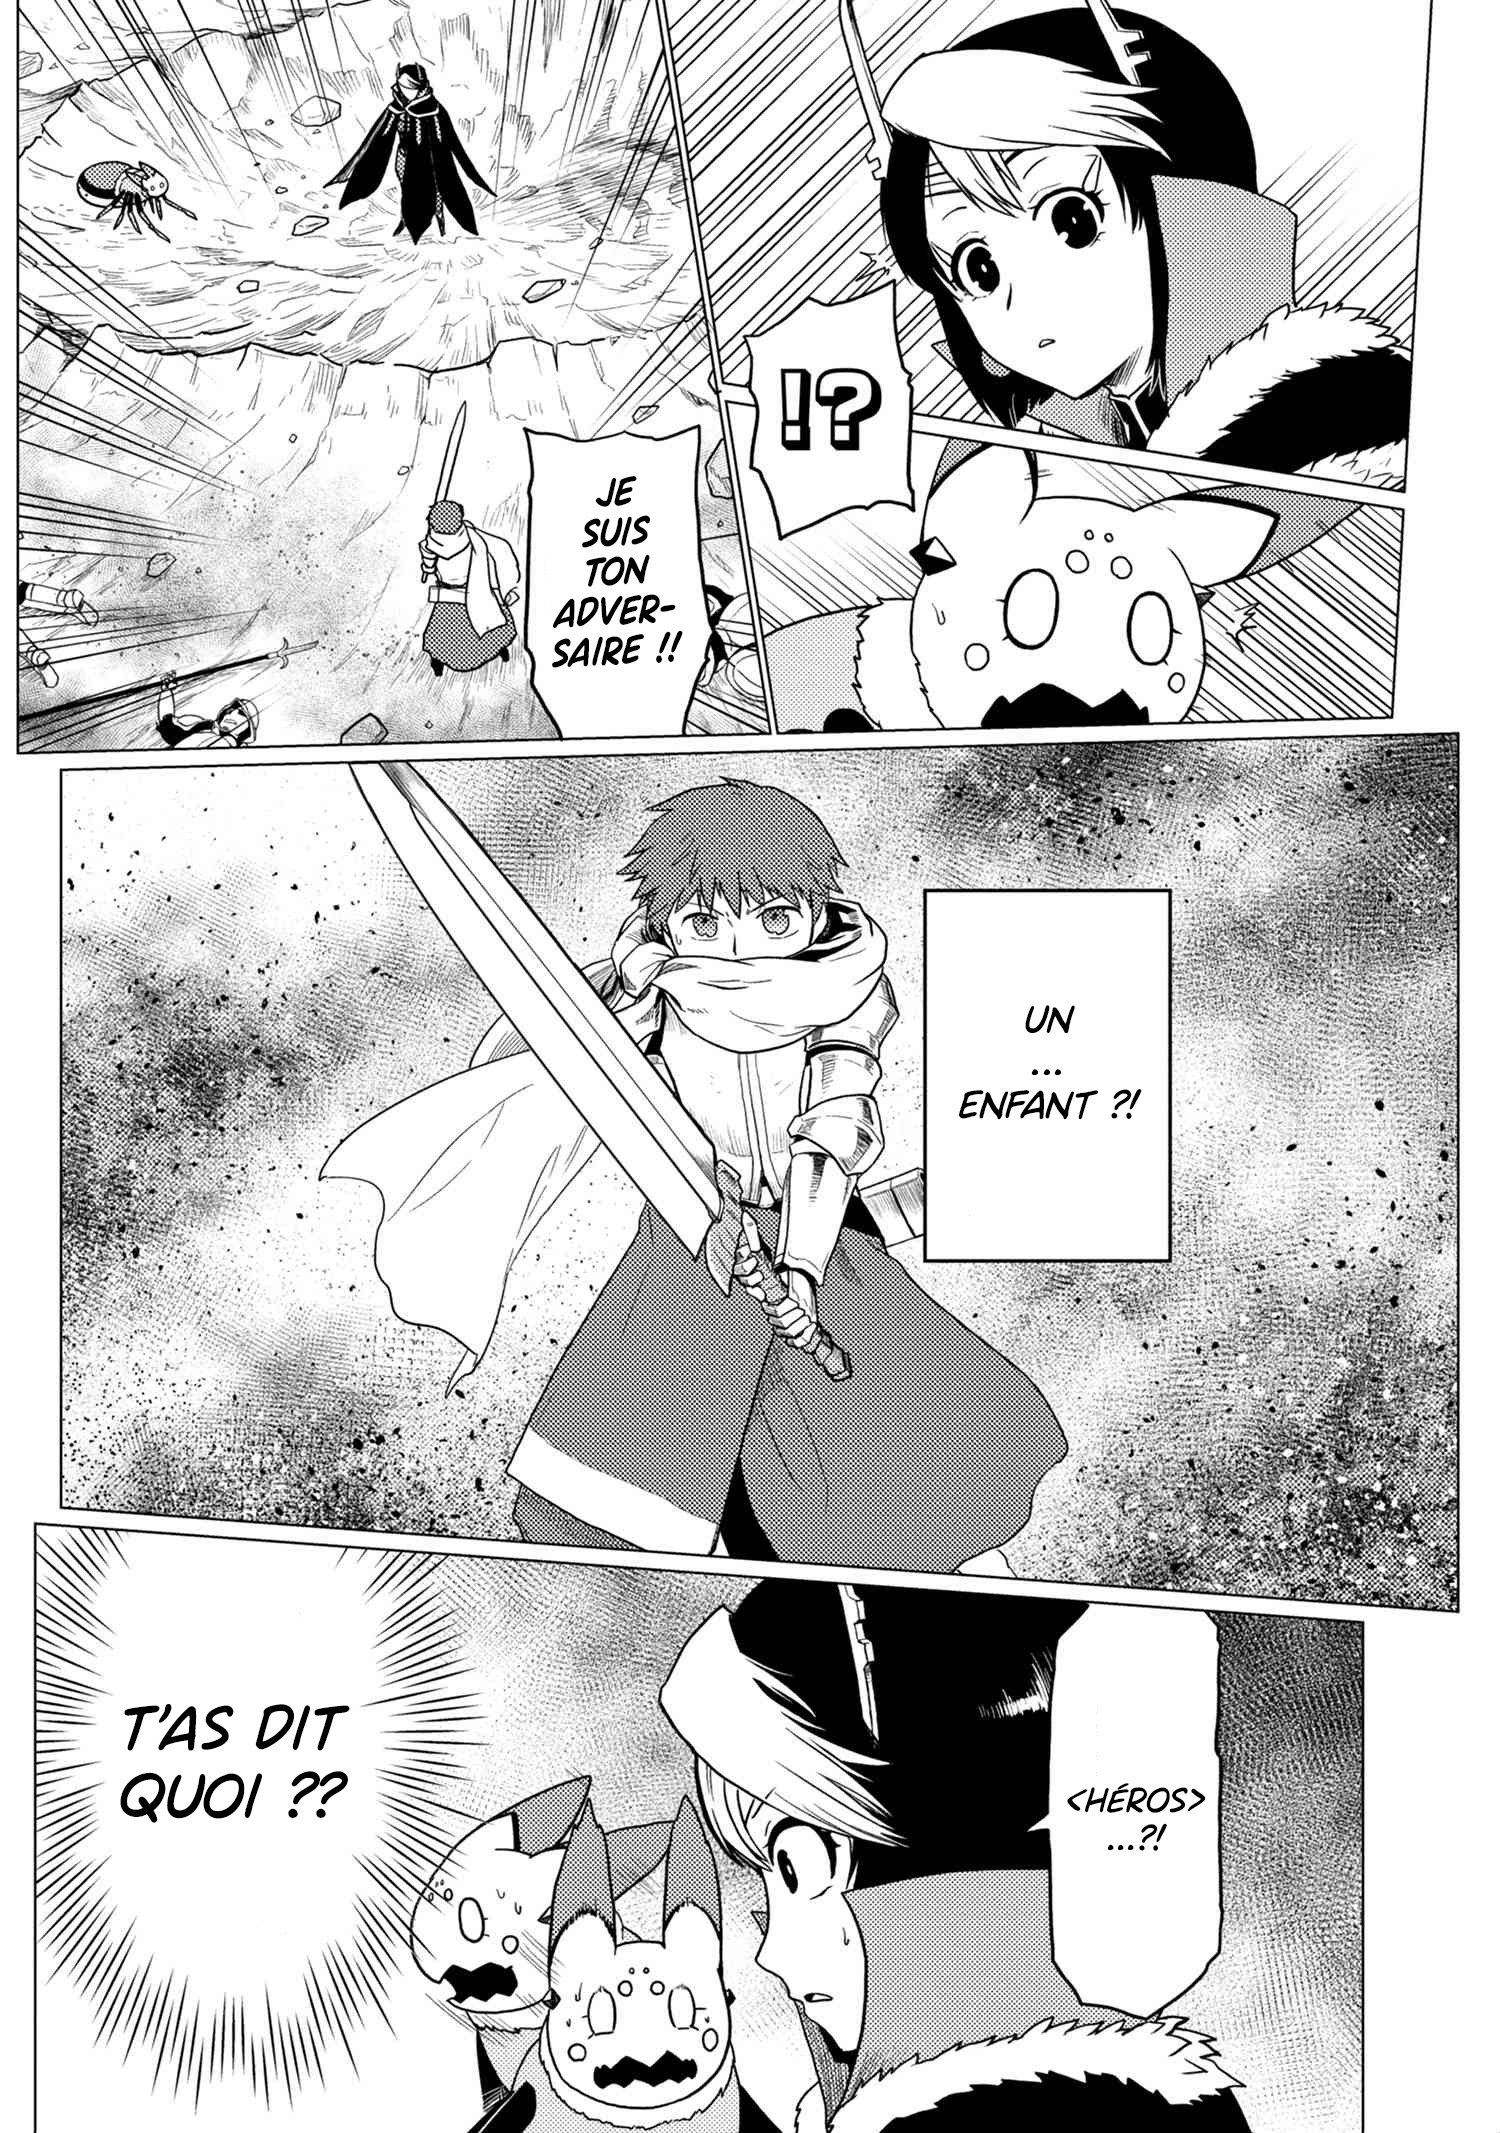 !?
JE
SUIS
TON
ADVER-
SAIRE !!
UN
...
ENFANT ?!
<HÉROS>
...?!
T'AS DIT
QUOI ??